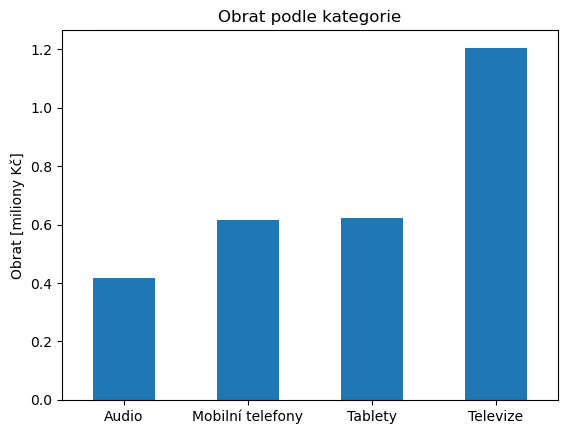 Obrat podle kategorie
Obrat [miliony Kč]
1.2
1.0
0.8
0.6
0.4
0.2
0.0
Audio
Mobilní telefony
Tablety
Televize